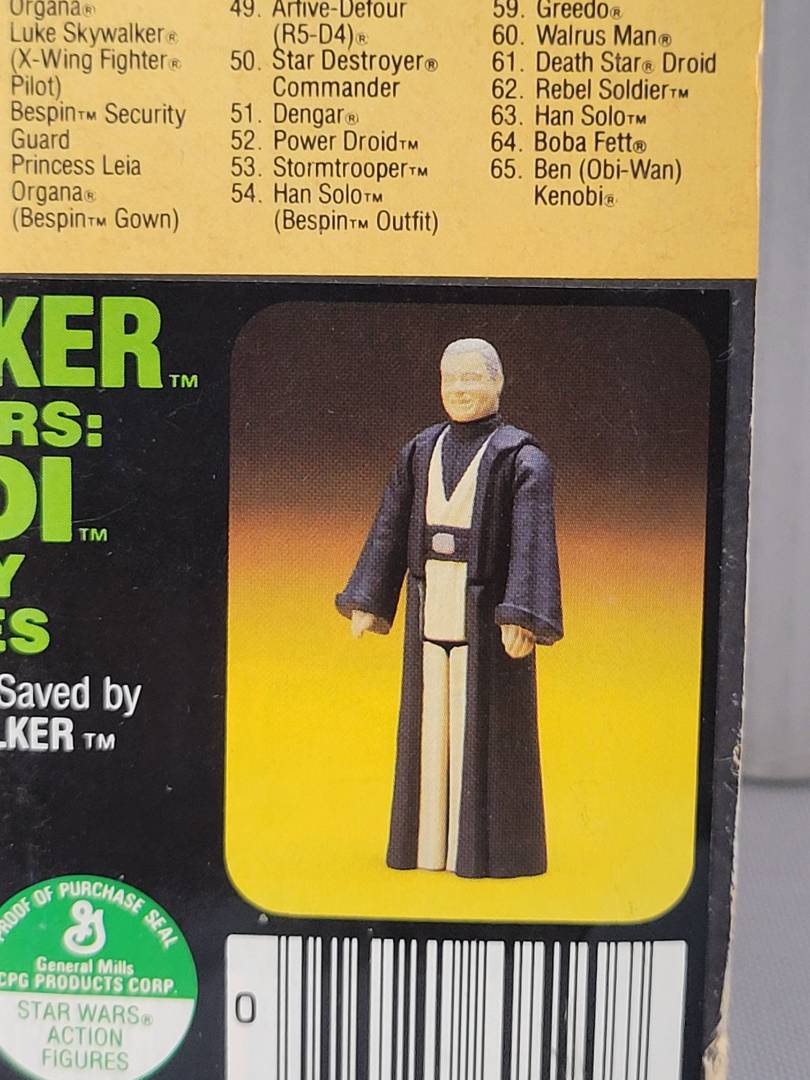 Organa®
Luke Skywalker®
(X-Wing Fighter®
Pilot)
Bespin™ Security
Guard
Princess Leia
Organa®
(Bespin™ Gown)
49. Artive-Detour
(R5-D4)®
50. Star Destroyer®
Commander
51. Dengar®
52. Power Droid™
53. Stormtrooper™
54. Han Solo™
(Bespin™ Outfit)
59. Greedo®
60. Walrus Man®
61. Death Star® Droid
62. Rebel Soldier™
63. Han Solo™
64. Boba Fett®
65. Ben (Obi-Wan)
Kenobi®
KER™
RS:
DI™
Y
ES
Saved by
LKER ™
PROOF OF PURCHASE SEAL
G
General Mills
CPG PRODUCTS CORP.
STAR WARS®
ACTION
FIGURES
0